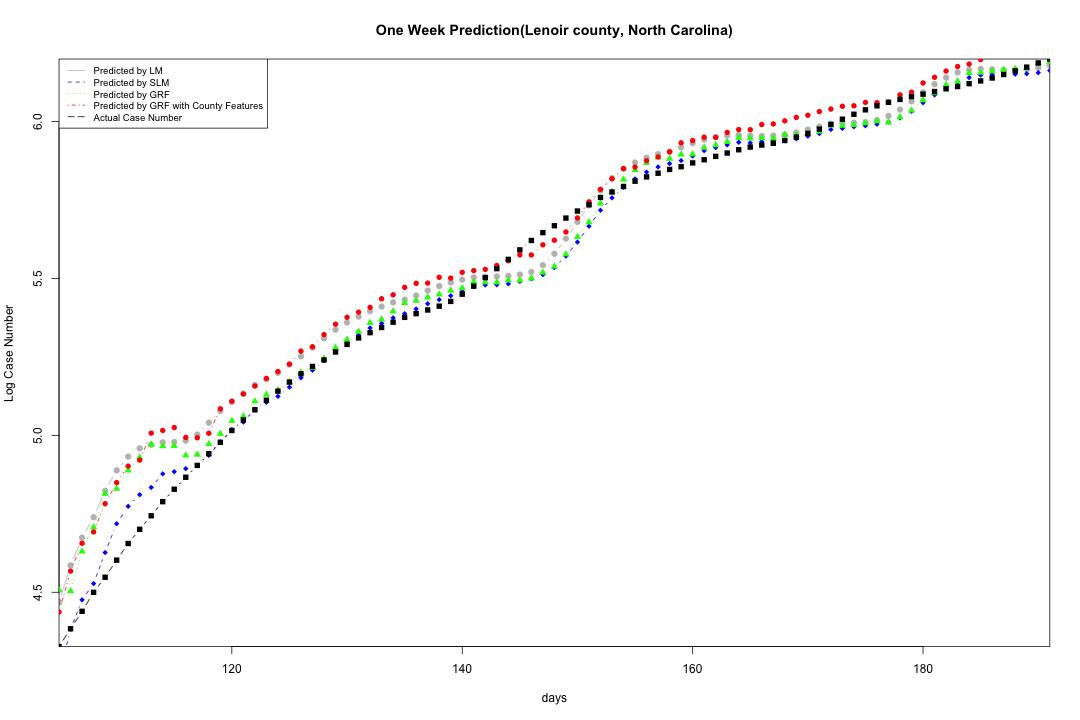 One Week Prediction(Lenoir county, North Carolina)
Predicted by LM
Predicted by SLM
Predicted by GRF
Predicted by GRF with County Features
Actual Case Number
6.0
5.5
5.0
4.5
Log Case Number
120 140 160 180
days